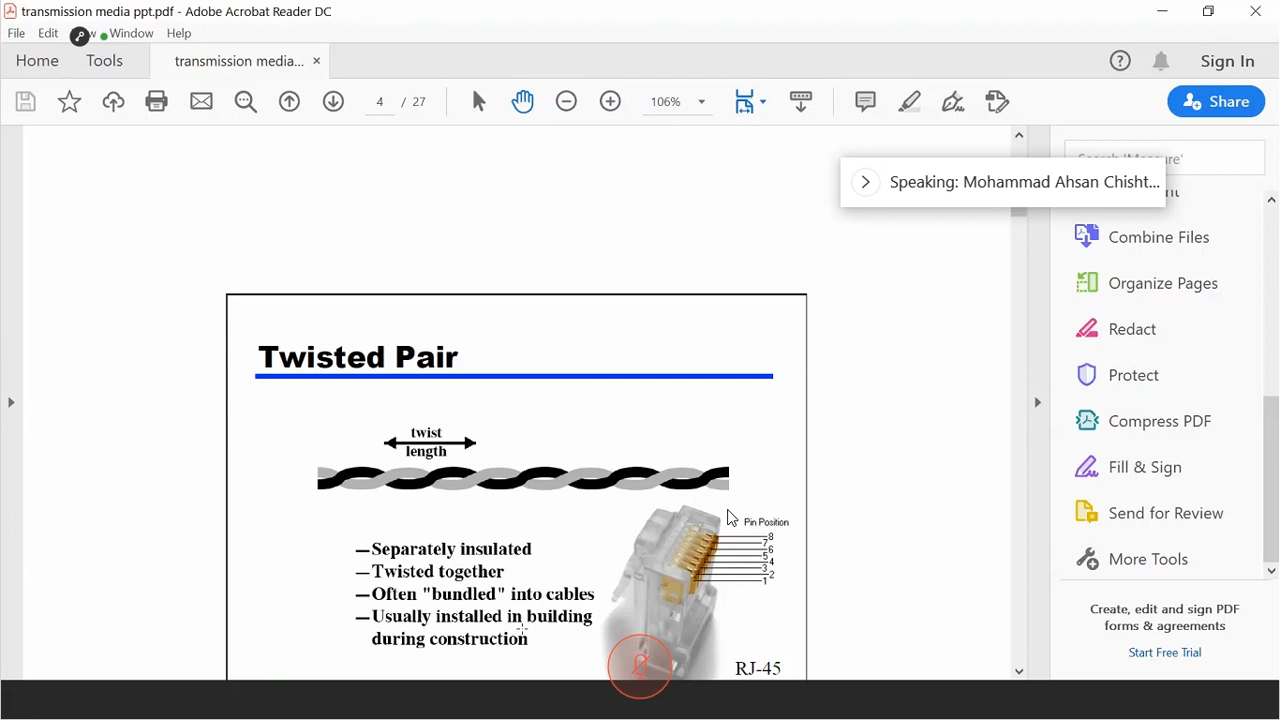 transmission media ppt.pdf - Adobe Acrobat Reader DC
File Edit w Window Help
Home Tools transmission media...
Sign In
4 / 27 106% Share
Speaking: Mohammad Ahsan Chisht...
Search 'Measure'
Combine Files
Organize Pages
Redact
Protect
Compress PDF
Fill & Sign
Send for Review
More Tools
Create, edit and sign PDF
forms & agreements
Start Free Trial
Twisted Pair
twist
length
—Separately insulated
—Twisted together
—Often "bundled" into cables
—Usually installed in building
during construction
Pin Position
8
7
6
5
4
3
2
1
RJ-45